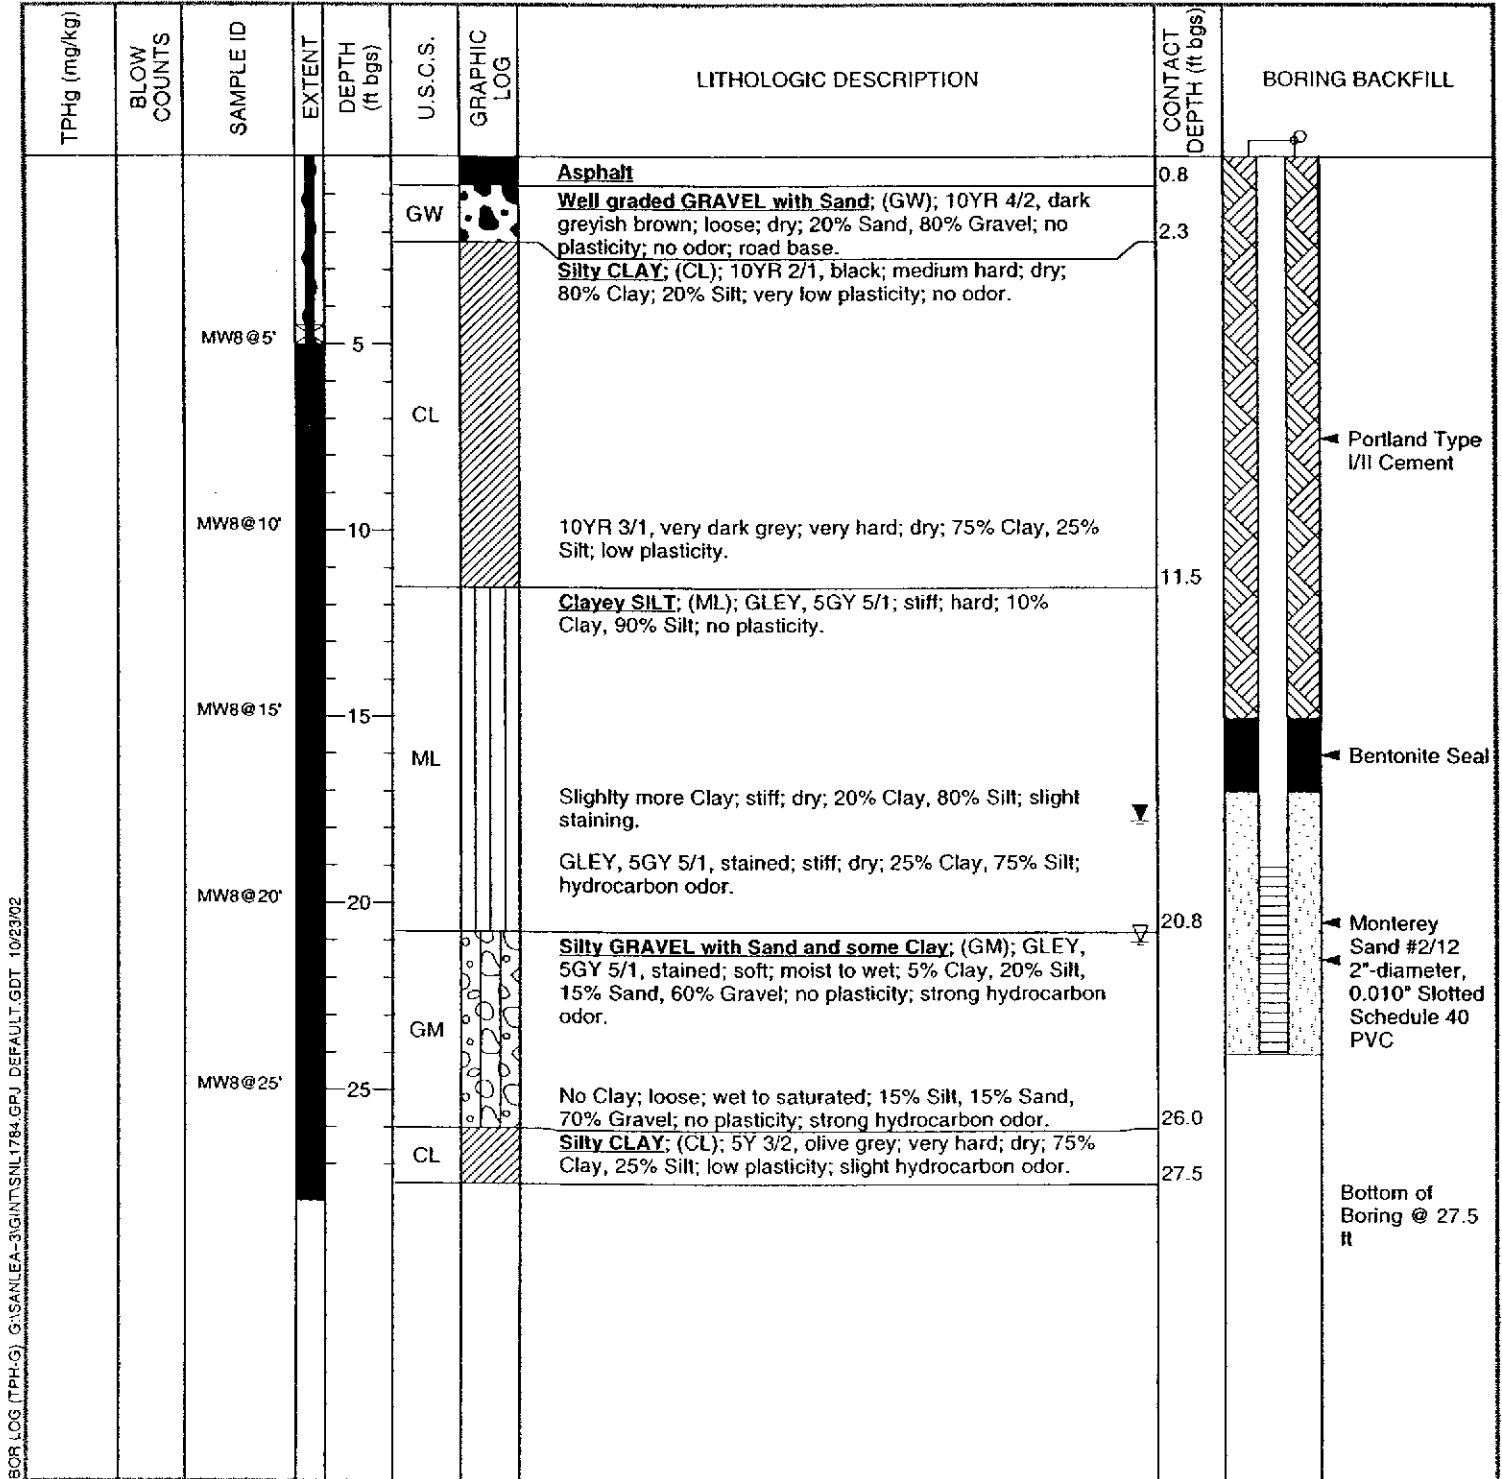 TPHg (mg/kg)
BLOW
COUNTS
SAMPLE ID
EXTENT
DEPTH
(ft bgs)
U.S.C.S.
GRAPHIC
LOG
LITHOLOGIC DESCRIPTION
CONTACT
DEPTH (ft bgs)
BORING BACKFILL
Asphalt
0.8
GW
Well graded GRAVEL with Sand; (GW); 10YR 4/2, dark
greyish brown; loose; dry; 20% Sand, 80% Gravel; no
plasticity; no odor; road base.
2.3
Silty CLAY; (CL); 10YR 2/1, black; medium hard; dry;
80% Clay; 20% Silt; very low plasticity; no odor.
MW8@5'
5
CL
Portland Type
I/II Cement
MW8@10'
10
10YR 3/1, very dark grey; very hard; dry; 75% Clay, 25%
Silt; low plasticity.
11.5
Clayey SILT; (ML); GLEY, 5GY 5/1; stiff; hard; 10%
Clay, 90% Silt; no plasticity.
MW8@15'
15
ML
Bentonite Seal
Slighlty more Clay; stiff; dry; 20% Clay, 80% Silt; slight
staining.
GLEY, 5GY 5/1, stained; stiff; dry; 25% Clay, 75% Silt;
hydrocarbon odor.
MW8@20'
20
20.8
Monterey
Sand #2/12
2"-diameter,
0.010" Slotted
Schedule 40
PVC
Silty GRAVEL with Sand and some Clay; (GM); GLEY,
5GY 5/1, stained; soft; moist to wet; 5% Clay, 20% Silt,
15% Sand, 60% Gravel; no plasticity; strong hydrocarbon
odor.
GM
MW8@25'
25
No Clay; loose; wet to saturated; 15% Silt, 15% Sand,
70% Gravel; no plasticity; strong hydrocarbon odor.
26.0
CL
Silty CLAY; (CL); 5Y 3/2, olive grey; very hard; dry; 75%
Clay, 25% Silt; low plasticity; slight hydrocarbon odor.
27.5
Bottom of
Boring @ 27.5
ft
BOR LOG (TPH-G) G:\SANLEA~3\GINT\SNL1784.GPJ DEFAULT.GDT 10/23/02